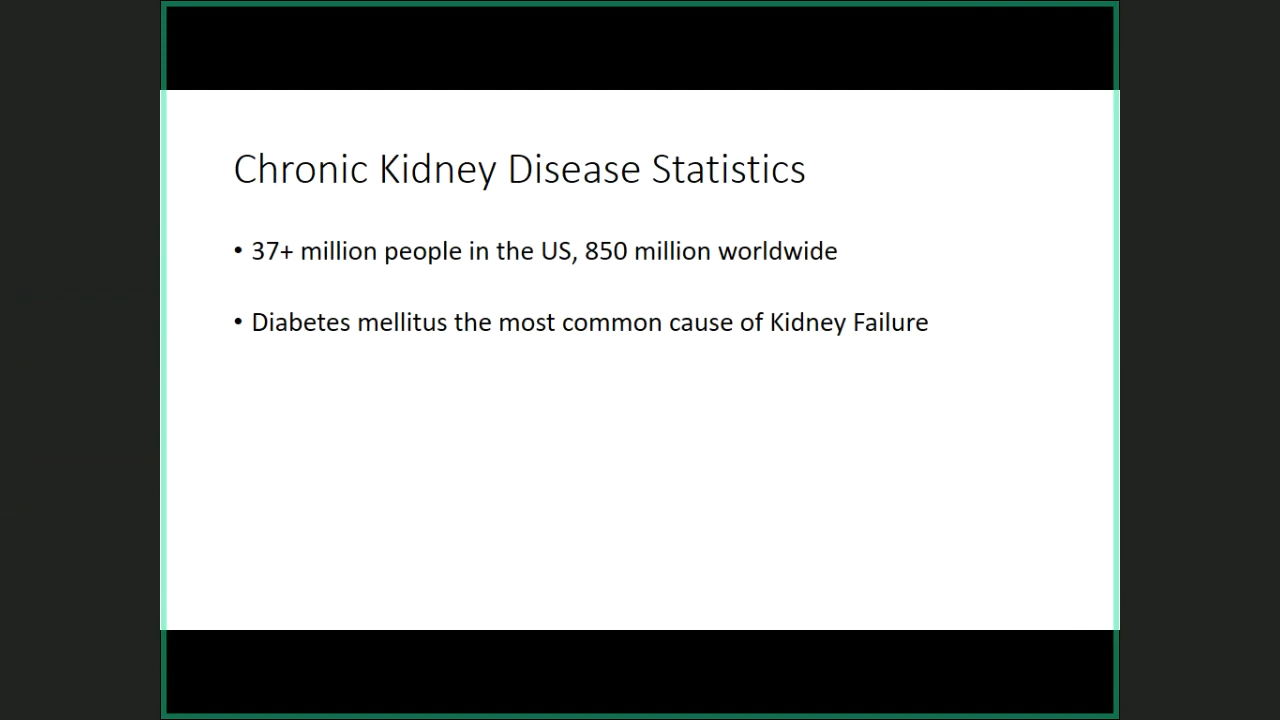 Chronic Kidney Disease Statistics
• 37+ million people in the US, 850 million worldwide
• Diabetes mellitus the most common cause of Kidney Failure